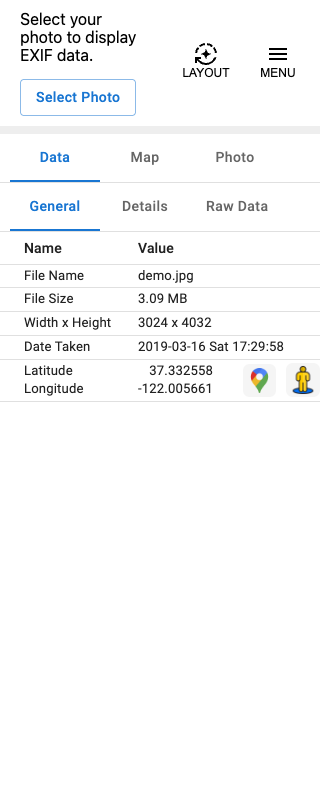 Select your
photo to display
EXIF data.
Select Photo
LAYOUT
MENU
Data Map Photo
General Details Raw Data
Name Value
File Name demo.jpg
File Size 3.09 MB
Width x Height 3024 x 4032
Date Taken 2019-03-16 Sat 17:29:58
Latitude 37.332558
Longitude -122.005661